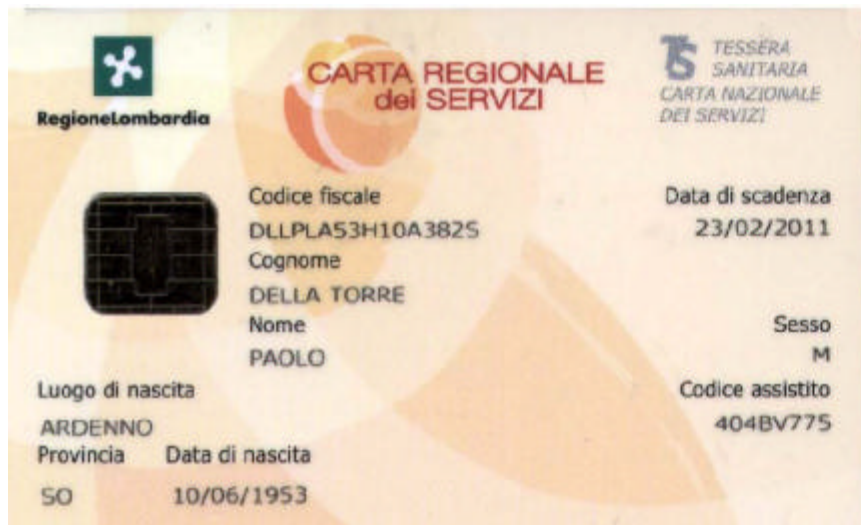 RegioneLombardia
CARTA REGIONALE
dei SERVIZI
TS TESSERA
SANITARIA
CARTA NAZIONALE
DEI SERVIZI
Codice fiscale
DLLPLA53H10A382S
Data di scadenza
23/02/2011
Cognome
DELLA TORRE
Nome
PAOLO
Sesso
M
Luogo di nascita
ARDENNO
Codice assistito
404BV775
Provincia Data di nascita
SO 10/06/1953